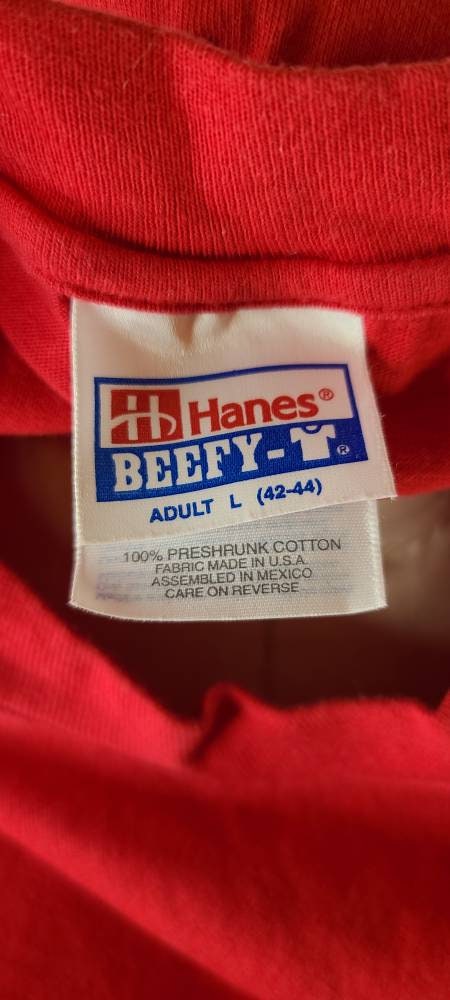 H Hanes®
BEEFY-T®
ADULT L (42-44)
100% PRESHRUNK COTTON
FABRIC MADE IN U.S.A.
ASSEMBLED IN MEXICO
CARE ON REVERSE